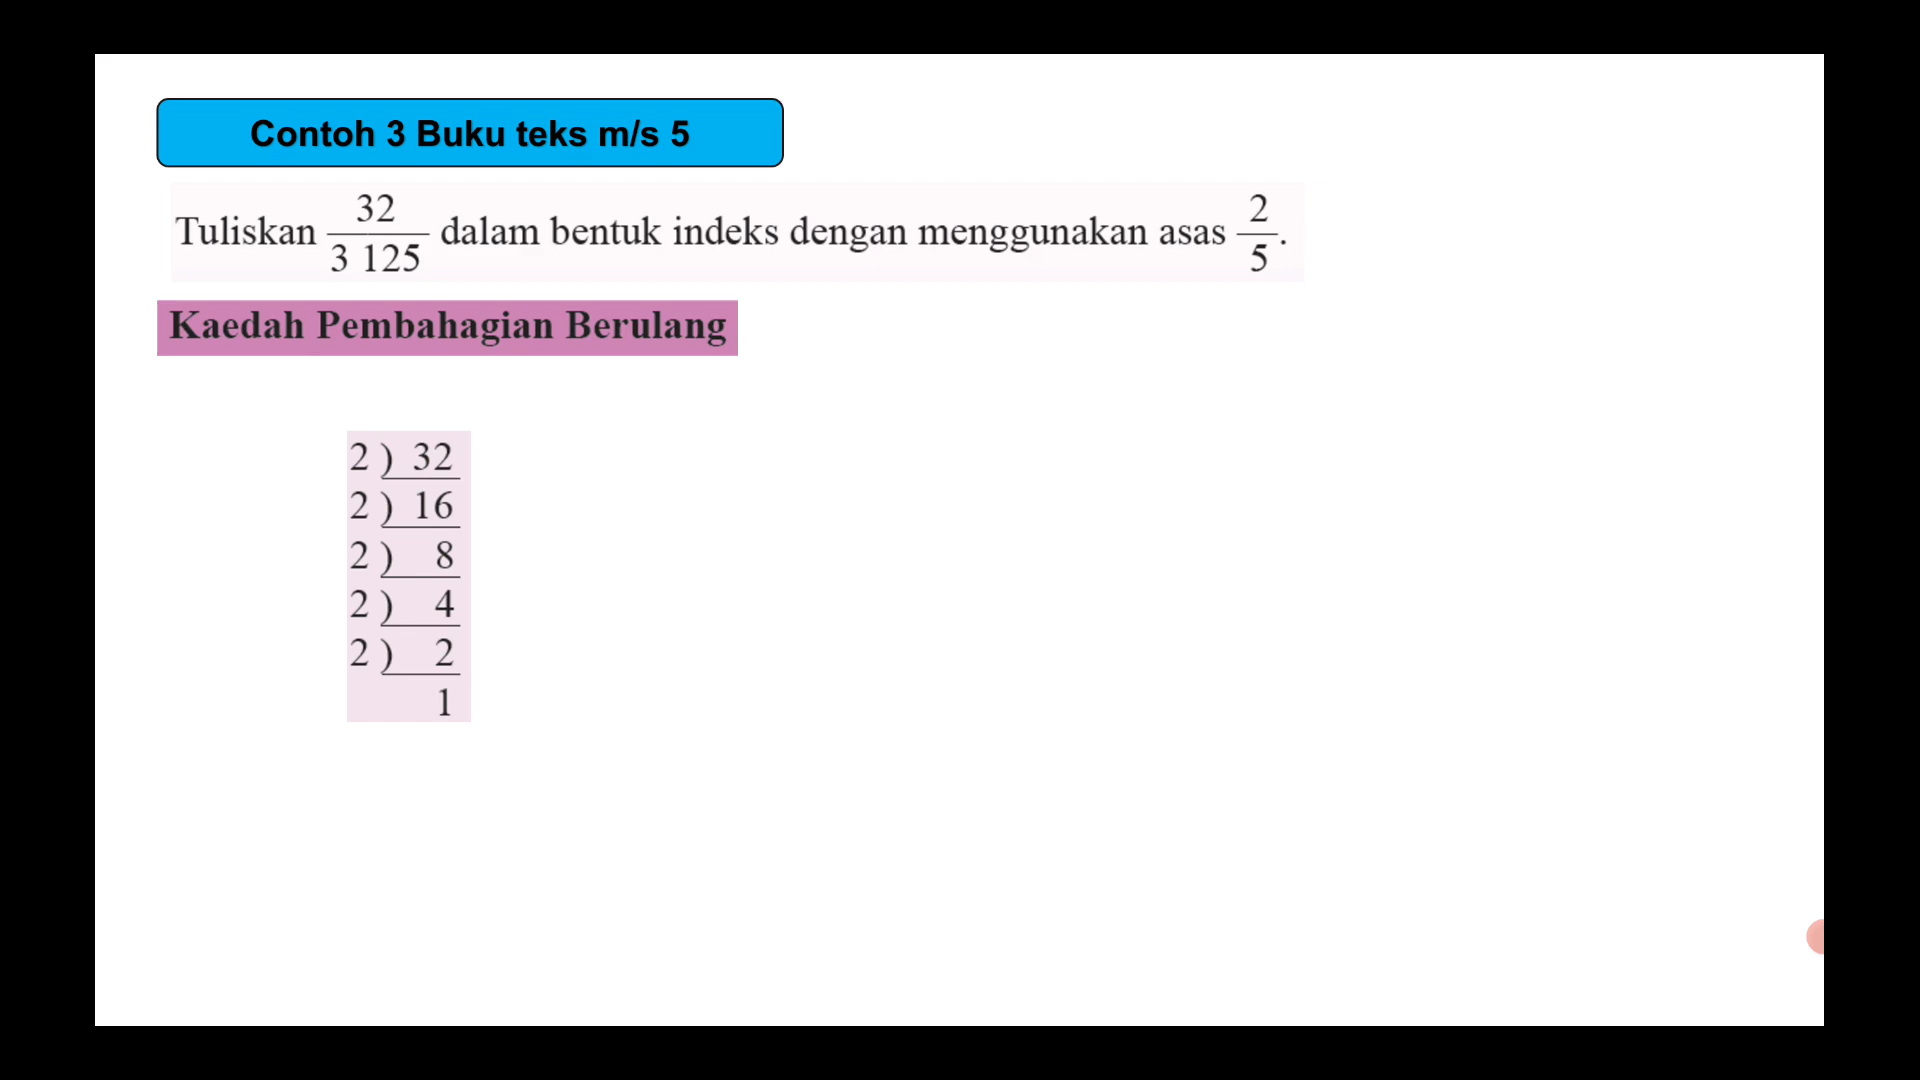 Contoh 3 Buku teks m/s 5
Tuliskan 32/3 125 dalam bentuk indeks dengan menggunakan asas 2/5.
Kaedah Pembahagian Berulang
2 ) 32
2 ) 16
2 ) 8
2 ) 4
2 ) 2
1